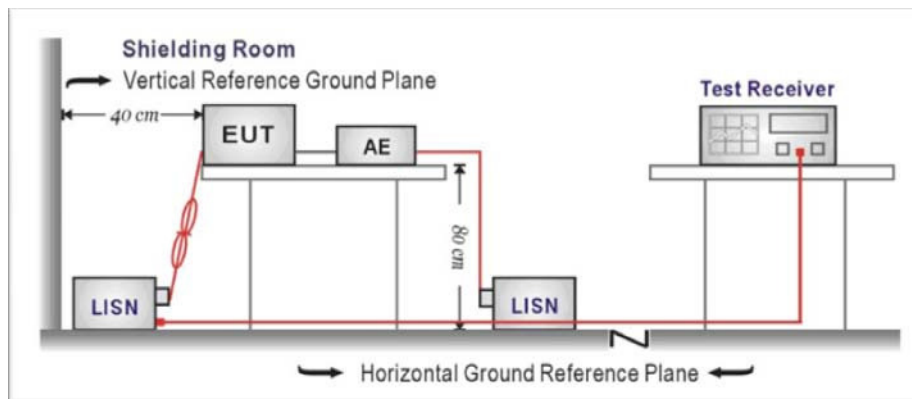 Shielding Room
Vertical Reference Ground Plane
40 cm
EUT
AE
Test Receiver
80 cm
LISN
LISN
Horizontal Ground Reference Plane